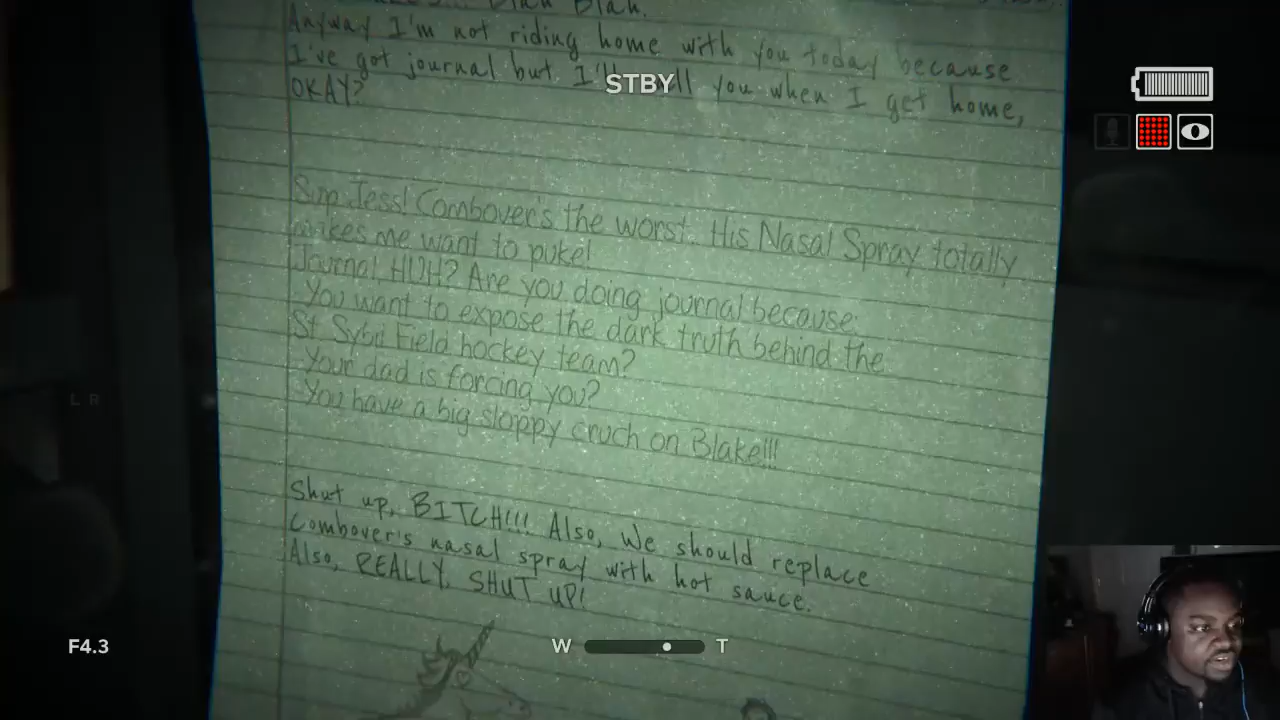 Blah Blah.
Anyway I'm not riding home with you today because
I've got journal but I'll call you when I get home,
OKAY?
STBY
Sup Jess! Combover's the worst. His Nasal Spray totally
makes me want to puke!
Journal, HUH? Are you doing journal because:
You want to expose the dark truth behind the
St. Sybil Field hockey team?
Your dad is forcing you?
You have a big sloppy cruch on Blake!!!
Shut up, BITCH!!! Also, We should replace
Combover's nasal spray with hot sauce.
Also, REALLY, SHUT UP!
L R
F4.3
W T